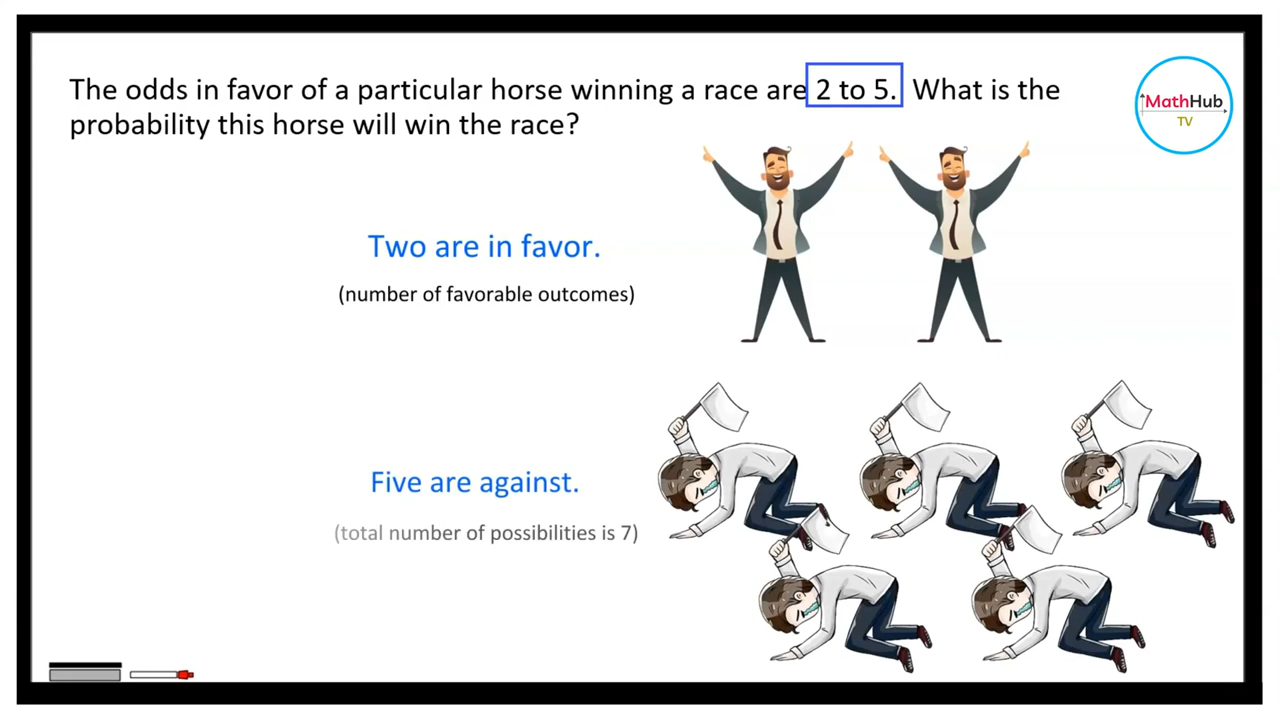 The odds in favor of a particular horse winning a race are 2 to 5. What is the
probability this horse will win the race?
MathHub
TV
Two are in favor.
(number of favorable outcomes)
Five are against.
(total number of possibilities is 7)